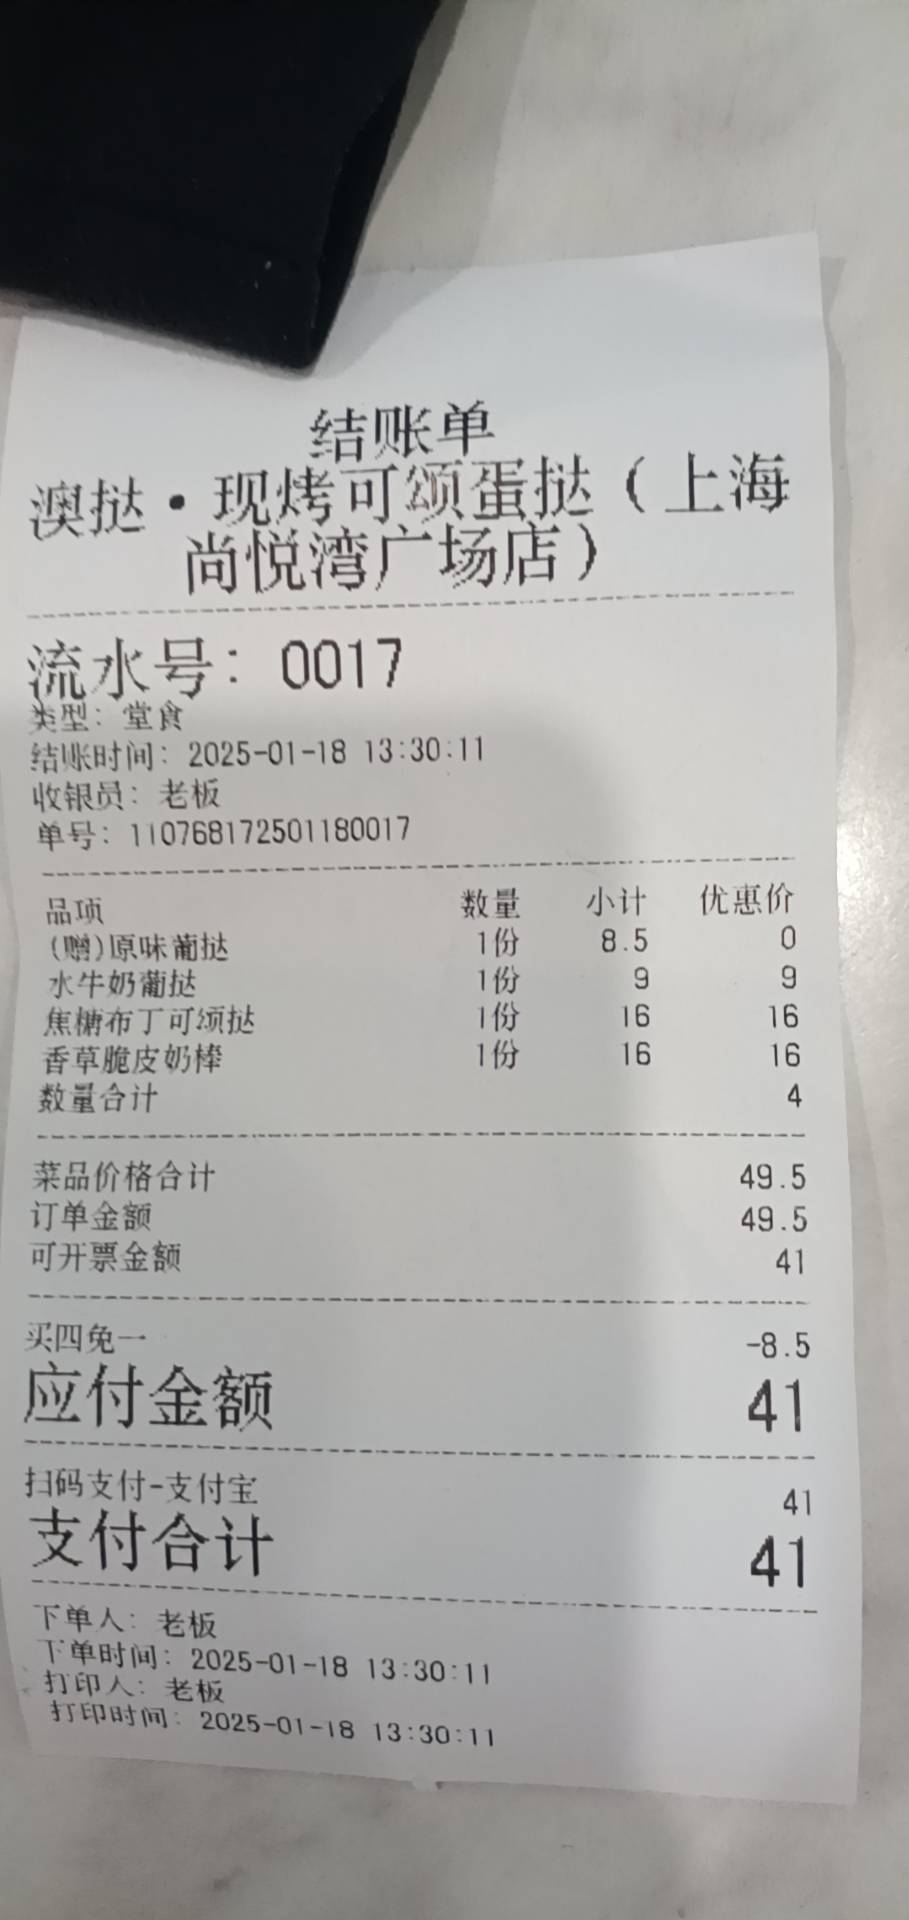 结账单
澳挞·现烤可颂蛋挞（上海
尚悦湾广场店）
流水号：0017
类型：堂食
结账时间：2025-01-18 13:30:11
收银员：老板
单号：110768172501180017
品项 数量 小计 优惠价
(赠)原味葡挞 1份 8.5 0
水牛奶葡挞 1份 9 9
焦糖布丁可颂挞 1份 16 16
香草脆皮奶棒 1份 16 16
数量合计 4
菜品价格合计 49.5
订单金额 49.5
可开票金额 41
买四免一 -8.5
应付金额 41
扫码支付-支付宝 41
支付合计 41
下单人：老板
下单时间：2025-01-18 13:30:11
打印人：老板
打印时间：2025-01-18 13:30:11